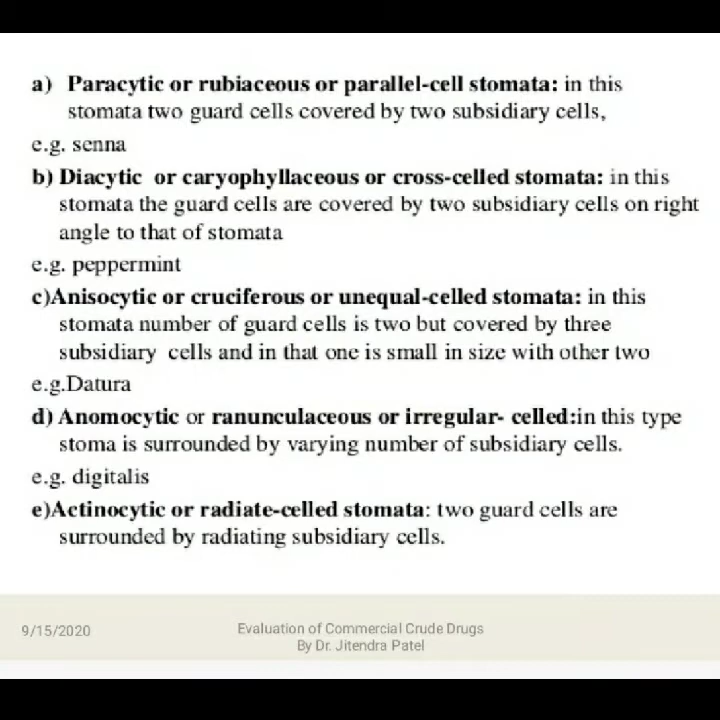 a) Paracytic or rubiaceous or parallel-cell stomata: in this
stomata two guard cells covered by two subsidiary cells,
e.g. senna
b) Diacytic or caryophyllaceous or cross-celled stomata: in this
stomata the guard cells are covered by two subsidiary cells on right
angle to that of stomata
e.g. peppermint
c)Anisocytic or cruciferous or unequal-celled stomata: in this
stomata number of guard cells is two but covered by three
subsidiary cells and in that one is small in size with other two
e.g.Datura
d) Anomocytic or ranunculaceous or irregular- celled:in this type
stoma is surrounded by varying number of subsidiary cells.
e.g. digitalis
e)Actinocytic or radiate-celled stomata: two guard cells are
surrounded by radiating subsidiary cells.
9/15/2020
Evaluation of Commercial Crude Drugs
By Dr. Jitendra Patel